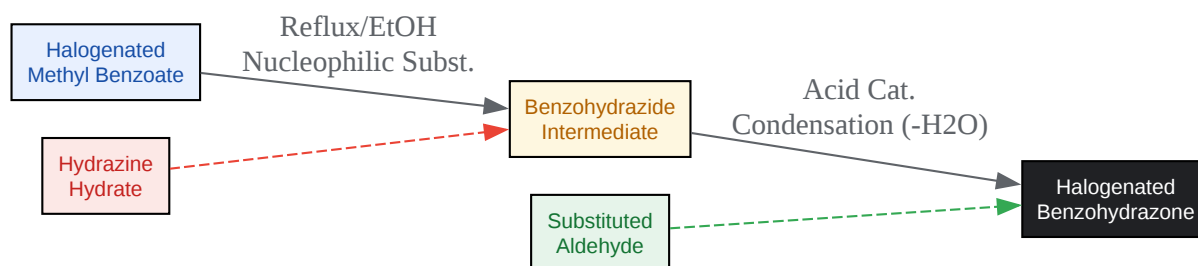 Halogenated
Methyl Benzoate
Reflux/EtOH
Nucleophilic Subst.
Hydrazine
Hydrate
Benzohydrazide
Intermediate
Acid Cat.
Condensation (-H2O)
Substituted
Aldehyde
Halogenated
Benzohydrazone